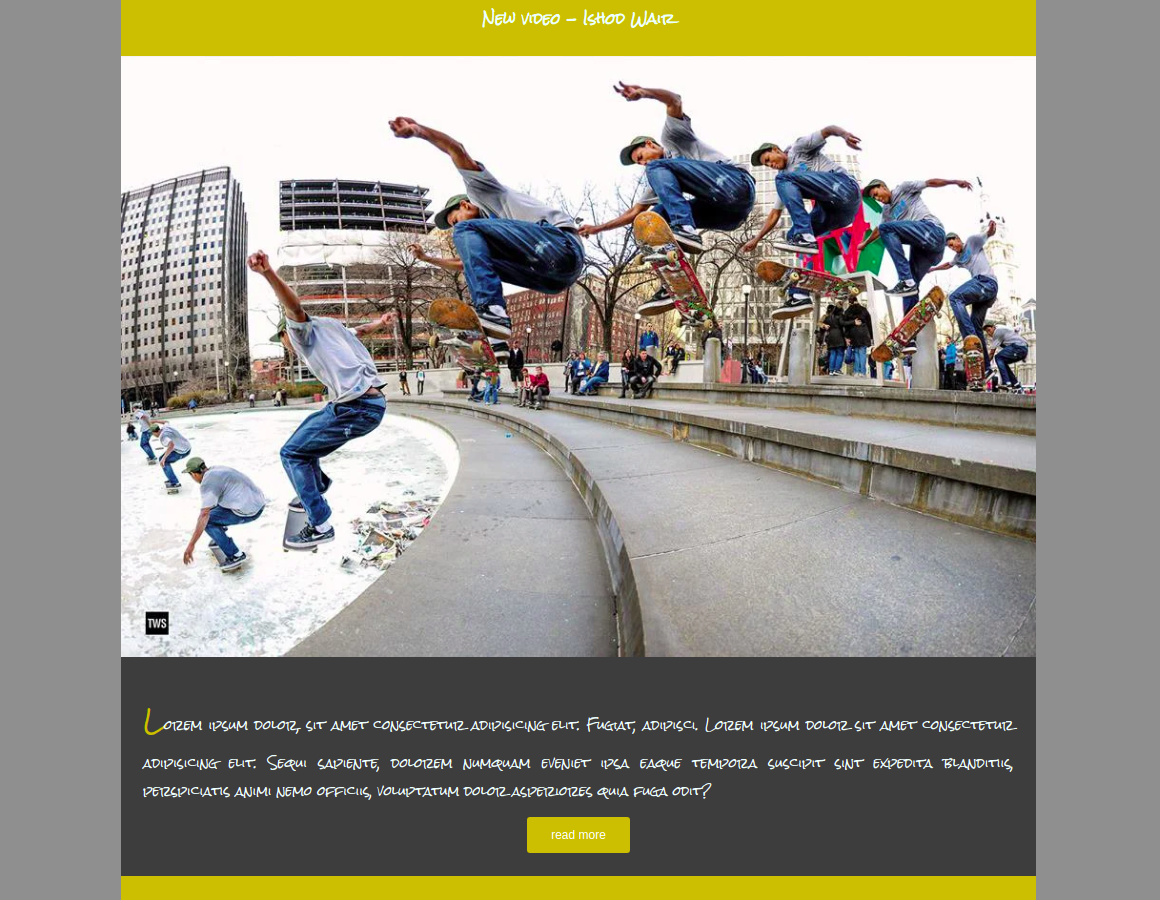 New video - Ishod Wair
TWS
Lorem ipsum dolor, sit amet consectetur adipisicing elit. Fugiat, adipisci. Lorem ipsum dolor sit amet consectetur
adipisicing elit. Sequi sapiente, dolorem numquam eveniet ipsa eaque tempora suscipit sint expedita blanditiis,
perspiciatis animi nemo officiis, voluptatum dolor asperiores quia fuga odit?
read more